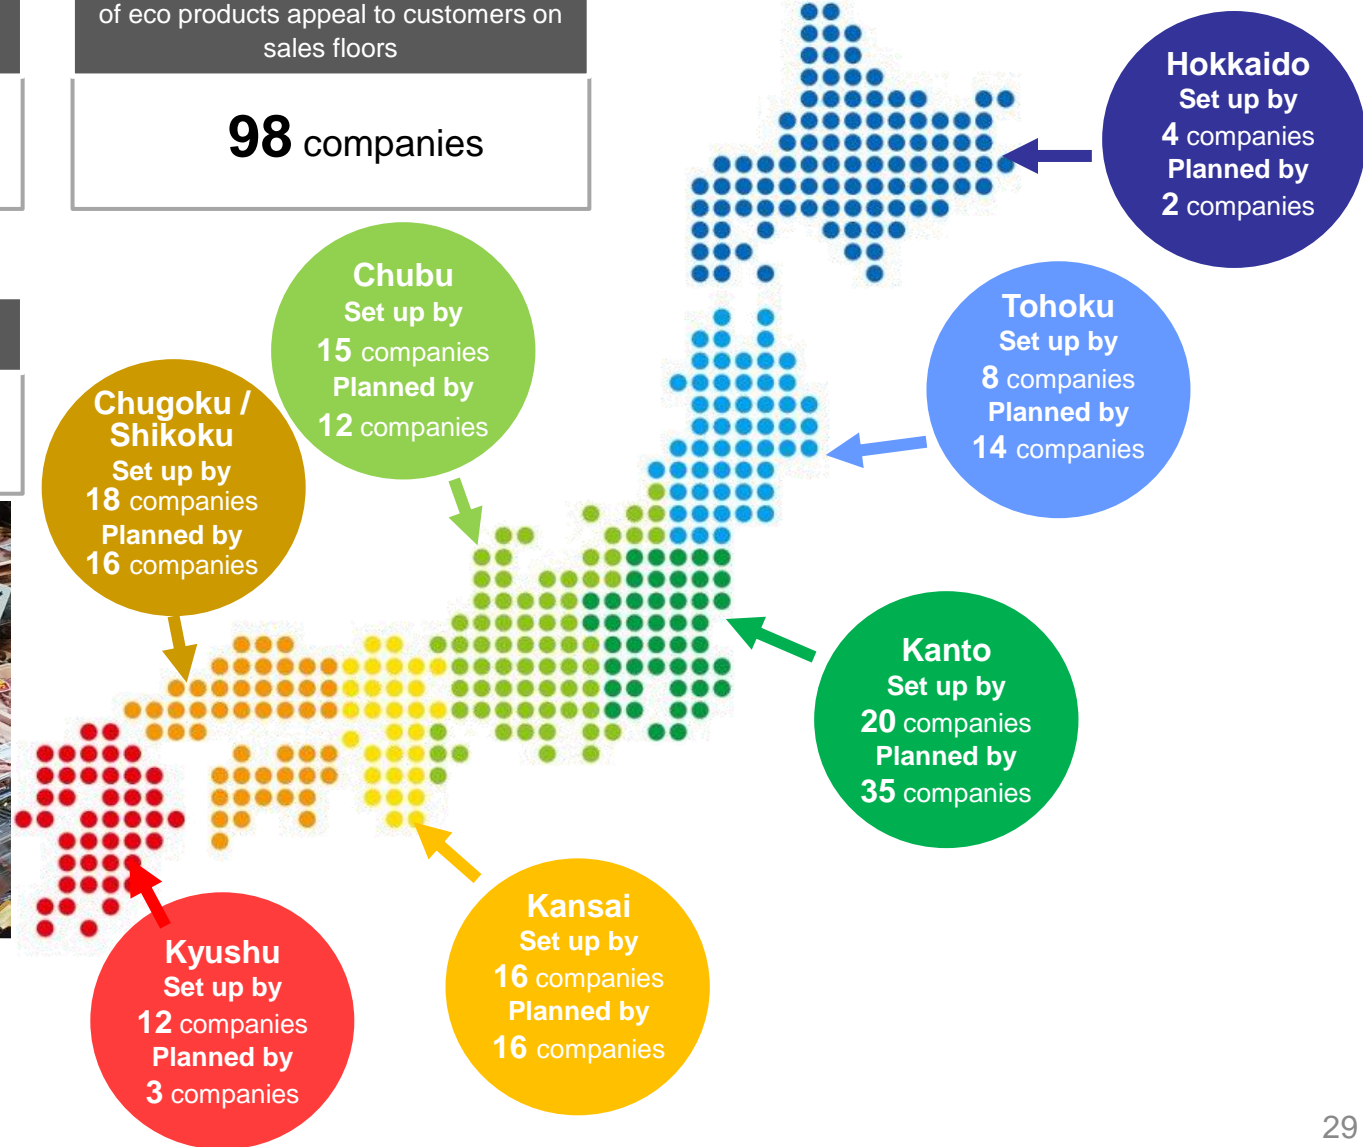 of eco products appeal to customers on
sales floors
98 companies
Hokkaido
Set up by
4 companies
Planned by
2 companies
Chubu
Set up by
15 companies
Planned by
12 companies
Tohoku
Set up by
8 companies
Planned by
14 companies
Chugoku /
Shikoku
Set up by
18 companies
Planned by
16 companies
Kanto
Set up by
20 companies
Planned by
35 companies
Kansai
Set up by
16 companies
Planned by
16 companies
Kyushu
Set up by
12 companies
Planned by
3 companies
29